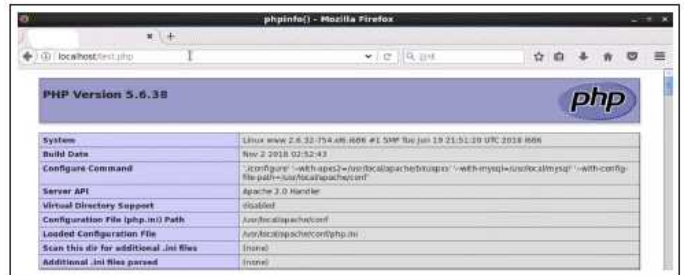 phpinfo() - Mozilla Firefox
localhost/test.php
검색
PHP Version 5.6.38
php
System Linux www 2.6.32-754.el6.i686 #1 SMP Tue Jun 19 21:51:20 UTC 2018 i686
Build Date Nov 2 2018 02:52:43
Configure Command './configure' '--with-apxs2=/usr/local/apache/bin/apxs' '--with-mysql=/usr/local/mysql' '--with-config-
file-path=/usr/local/apache/conf'
Server API Apache 2.0 Handler
Virtual Directory Support disabled
Configuration File (php.ini) Path /usr/local/apache/conf
Loaded Configuration File /usr/local/apache/conf/php.ini
Scan this dir for additional .ini files (none)
Additional .ini files parsed (none)